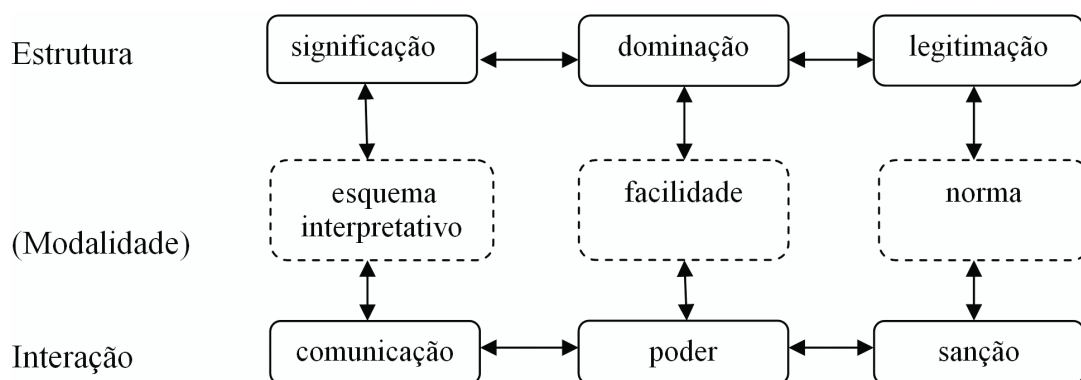 Estrutura
significação
dominação
legitimação
esquema
interpretativo
facilidade
norma
(Modalidade)
Interação
comunicação
poder
sanção